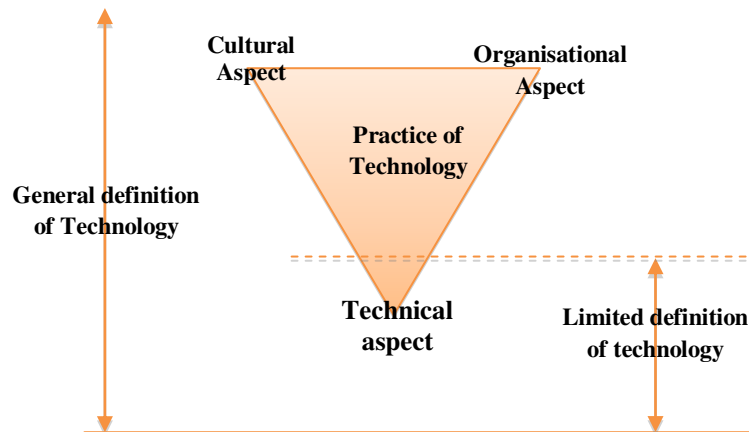 Cultural
Aspect
Organisational
Aspect
Practice of
Technology
General definition
of Technology
Technical
aspect
Limited definition
of technology